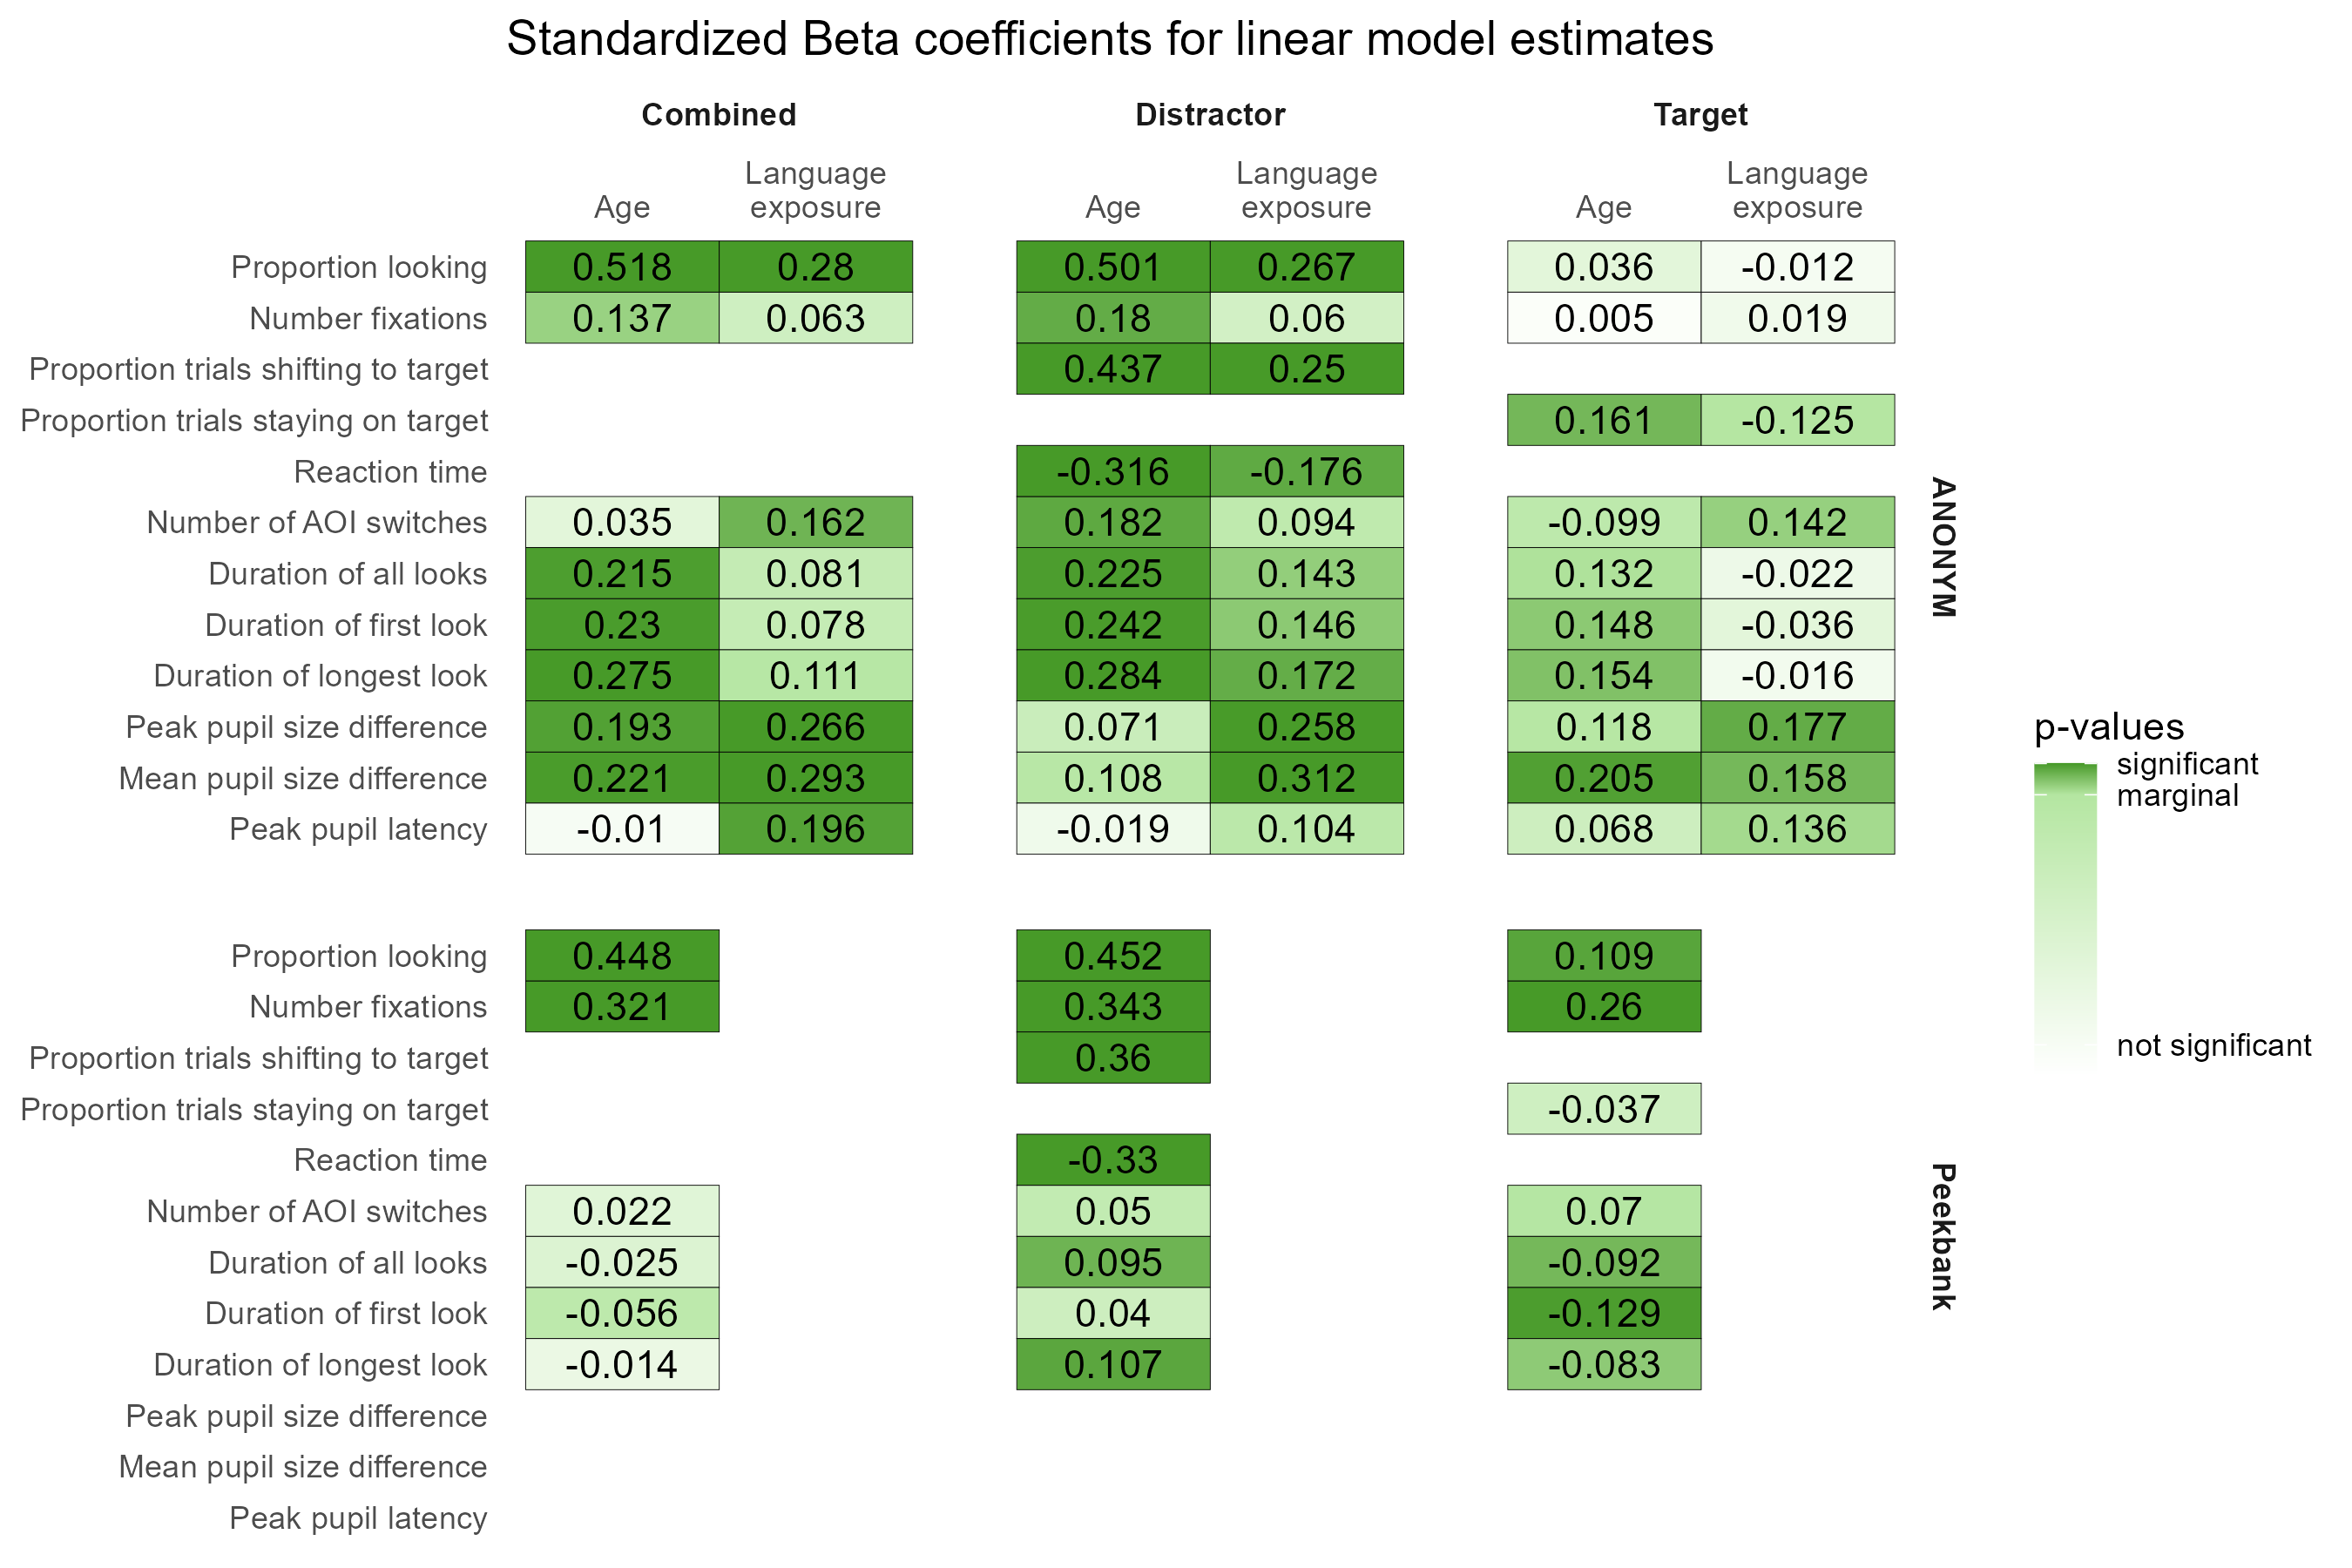 Standardized Beta coefficients for linear model estimates
Combined Distractor Target
Age Language exposure Age Language exposure Age Language exposure
Proportion looking 0.518 0.28 0.501 0.267 0.036 -0.012
Number fixations 0.137 0.063 0.18 0.06 0.005 0.019
Proportion trials shifting to target 0.437 0.25
Proportion trials staying on target 0.161 -0.125
Reaction time -0.316 -0.176
Number of AOI switches 0.035 0.162 0.182 0.094 -0.099 0.142
Duration of all looks 0.215 0.081 0.225 0.143 0.132 -0.022
Duration of first look 0.23 0.078 0.242 0.146 0.148 -0.036
Duration of longest look 0.275 0.111 0.284 0.172 0.154 -0.016
Peak pupil size difference 0.193 0.266 0.071 0.258 0.118 0.177
Mean pupil size difference 0.221 0.293 0.108 0.312 0.205 0.158
Peak pupil latency -0.01 0.196 -0.019 0.104 0.068 0.136
ANONYM
Proportion looking 0.448 0.452 0.109
Number fixations 0.321 0.343 0.26
Proportion trials shifting to target 0.36
Proportion trials staying on target -0.037
Reaction time -0.33
Number of AOI switches 0.022 0.05 0.07
Duration of all looks -0.025 0.095 -0.092
Duration of first look -0.056 0.04 -0.129
Duration of longest look -0.014 0.107 -0.083
Peak pupil size difference
Mean pupil size difference
Peak pupil latency
Peekbank
p-values
significant
marginal
not significant